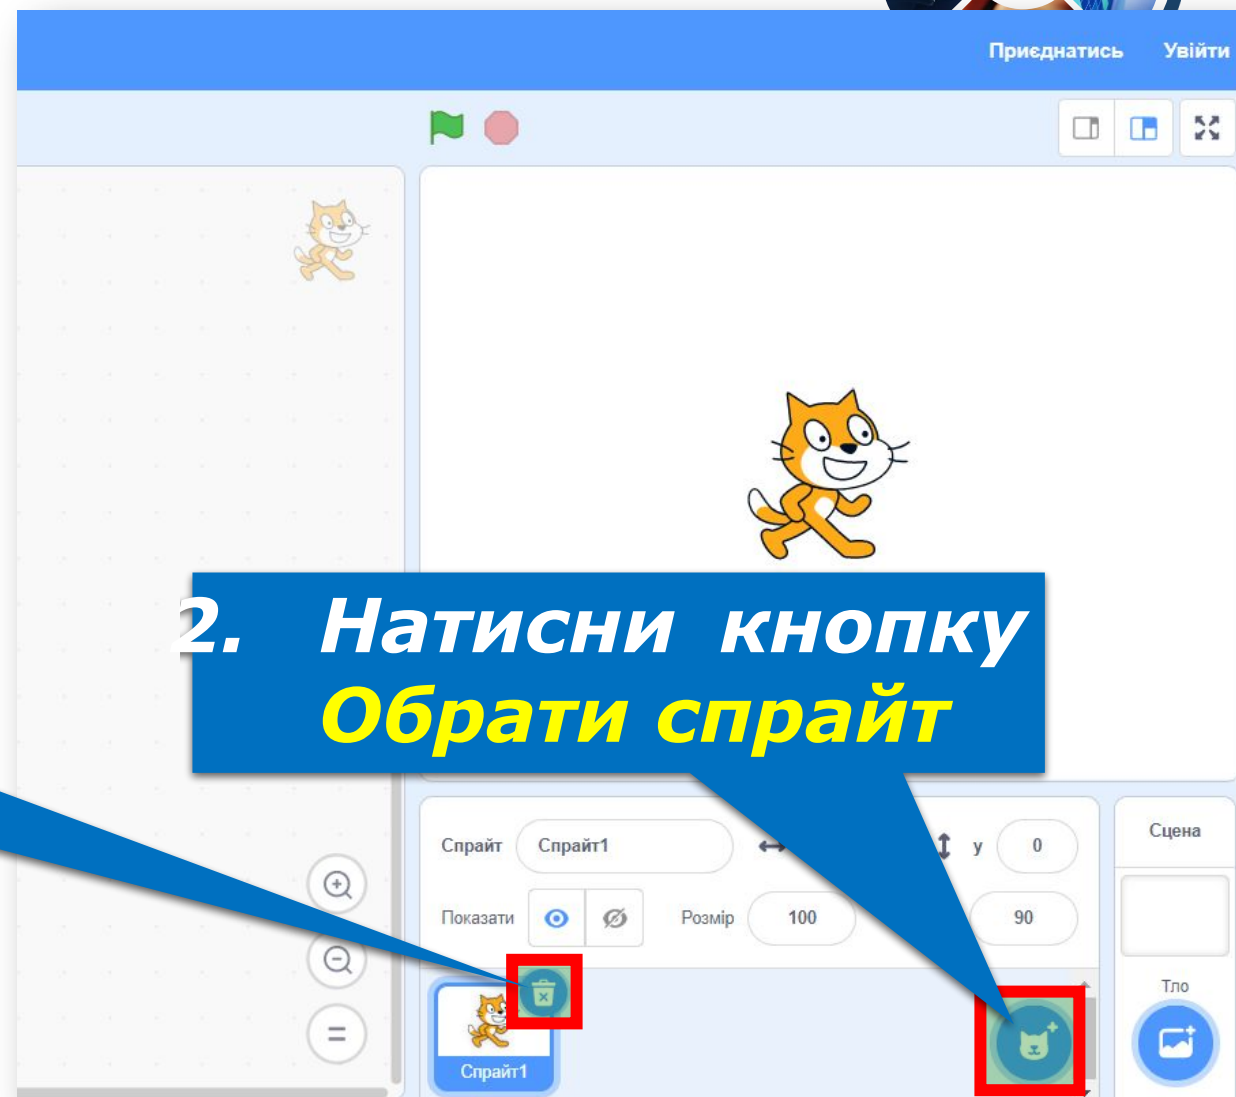 Приєднатись Увійти
2. Натисни кнопку
Обрати спрайт
Спрайт Спрайт1 y 0
Сцена
Показати Розмір 100 90
Тло
Спрайт1